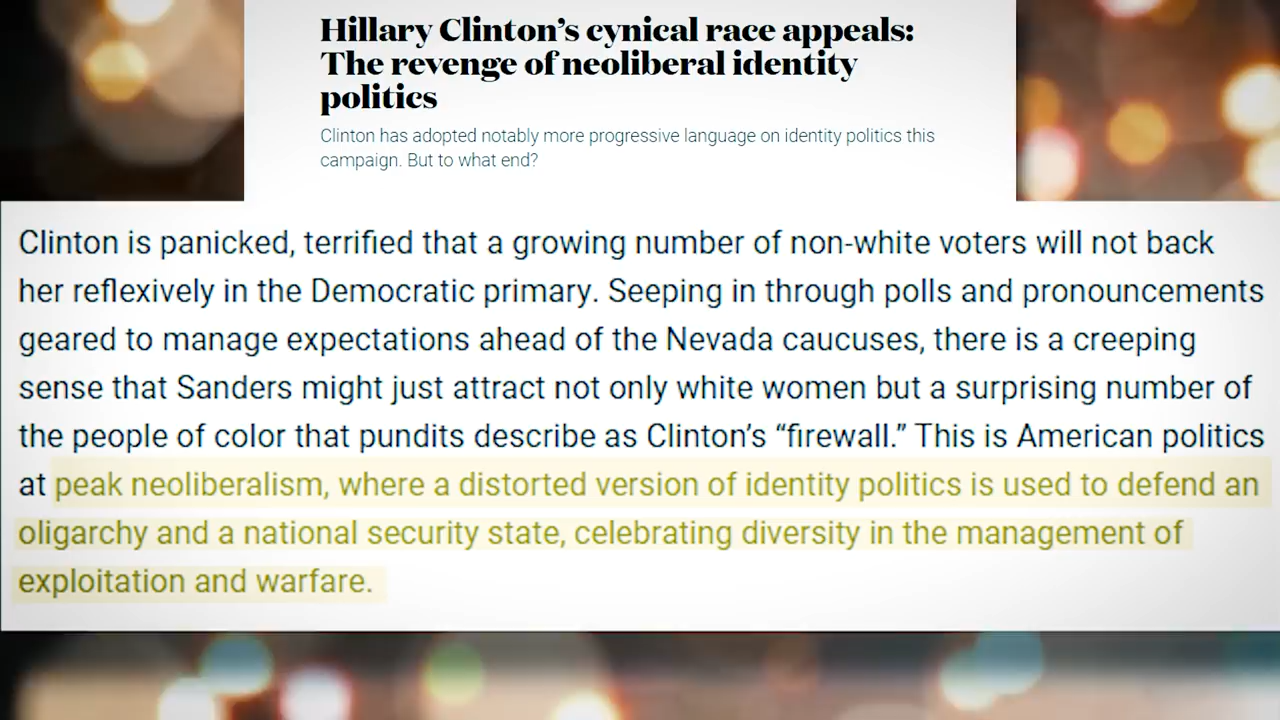 Hillary Clinton’s cynical race appeals:
The revenge of neoliberal identity
politics
Clinton has adopted notably more progressive language on identity politics this
campaign. But to what end?
Clinton is panicked, terrified that a growing number of non-white voters will not back
her reflexively in the Democratic primary. Seeping in through polls and pronouncements
geared to manage expectations ahead of the Nevada caucuses, there is a creeping
sense that Sanders might just attract not only white women but a surprising number of
the people of color that pundits describe as Clinton’s “firewall.” This is American politics
at peak neoliberalism, where a distorted version of identity politics is used to defend an
oligarchy and a national security state, celebrating diversity in the management of
exploitation and warfare.